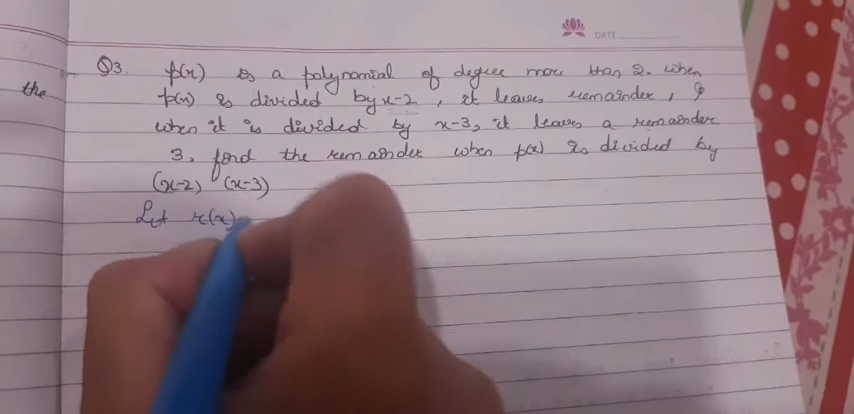 DATE
the
Q3. p(x) is a polynomial of degree more than 2. when
p(x) is divided by x-2, it leaves remainder, &
when it is divided by x-3, it leaves a remainder
3, find the remainder when p(x) is divided by
(x-2) (x-3)
Let r(x)